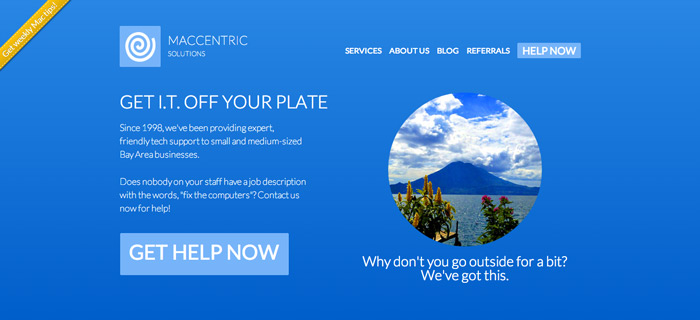 Get weekly Mac tips!
MACCENTRIC
SOLUTIONS
SERVICES ABOUT US BLOG REFERRALS HELP NOW
GET I.T. OFF YOUR PLATE
Since 1998, we've been providing expert,
friendly tech support to small and medium-sized
Bay Area businesses.
Does nobody on your staff have a job description
with the words, "fix the computers"? Contact us
now for help!
GET HELP NOW
Why don't you go outside for a bit?
We've got this.